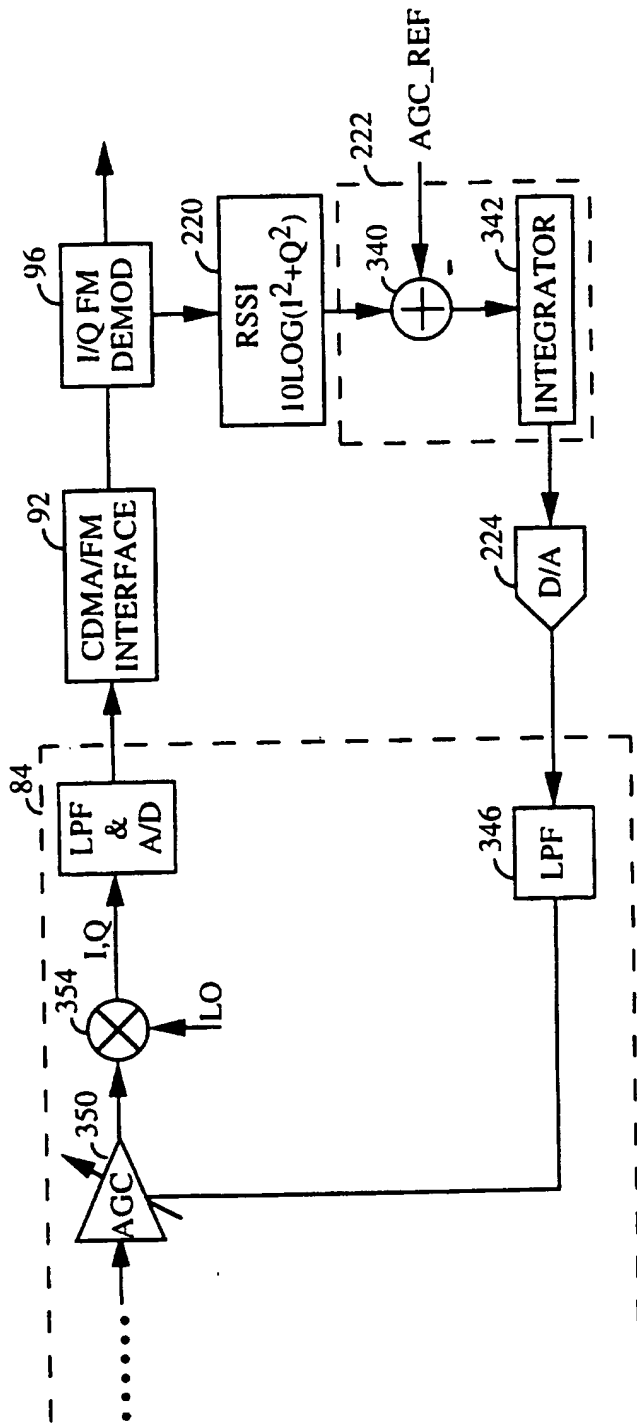 350
AGC
354
I,Q
LO
84
LPF
&
A/D
92
CDMA/FM
INTERFACE
96
I/Q FM
DEMOD
220
RSSI
10LOG(I²+Q²)
222
340
+
AGC_REF
-
342
INTEGRATOR
224
D/A
346
LPF